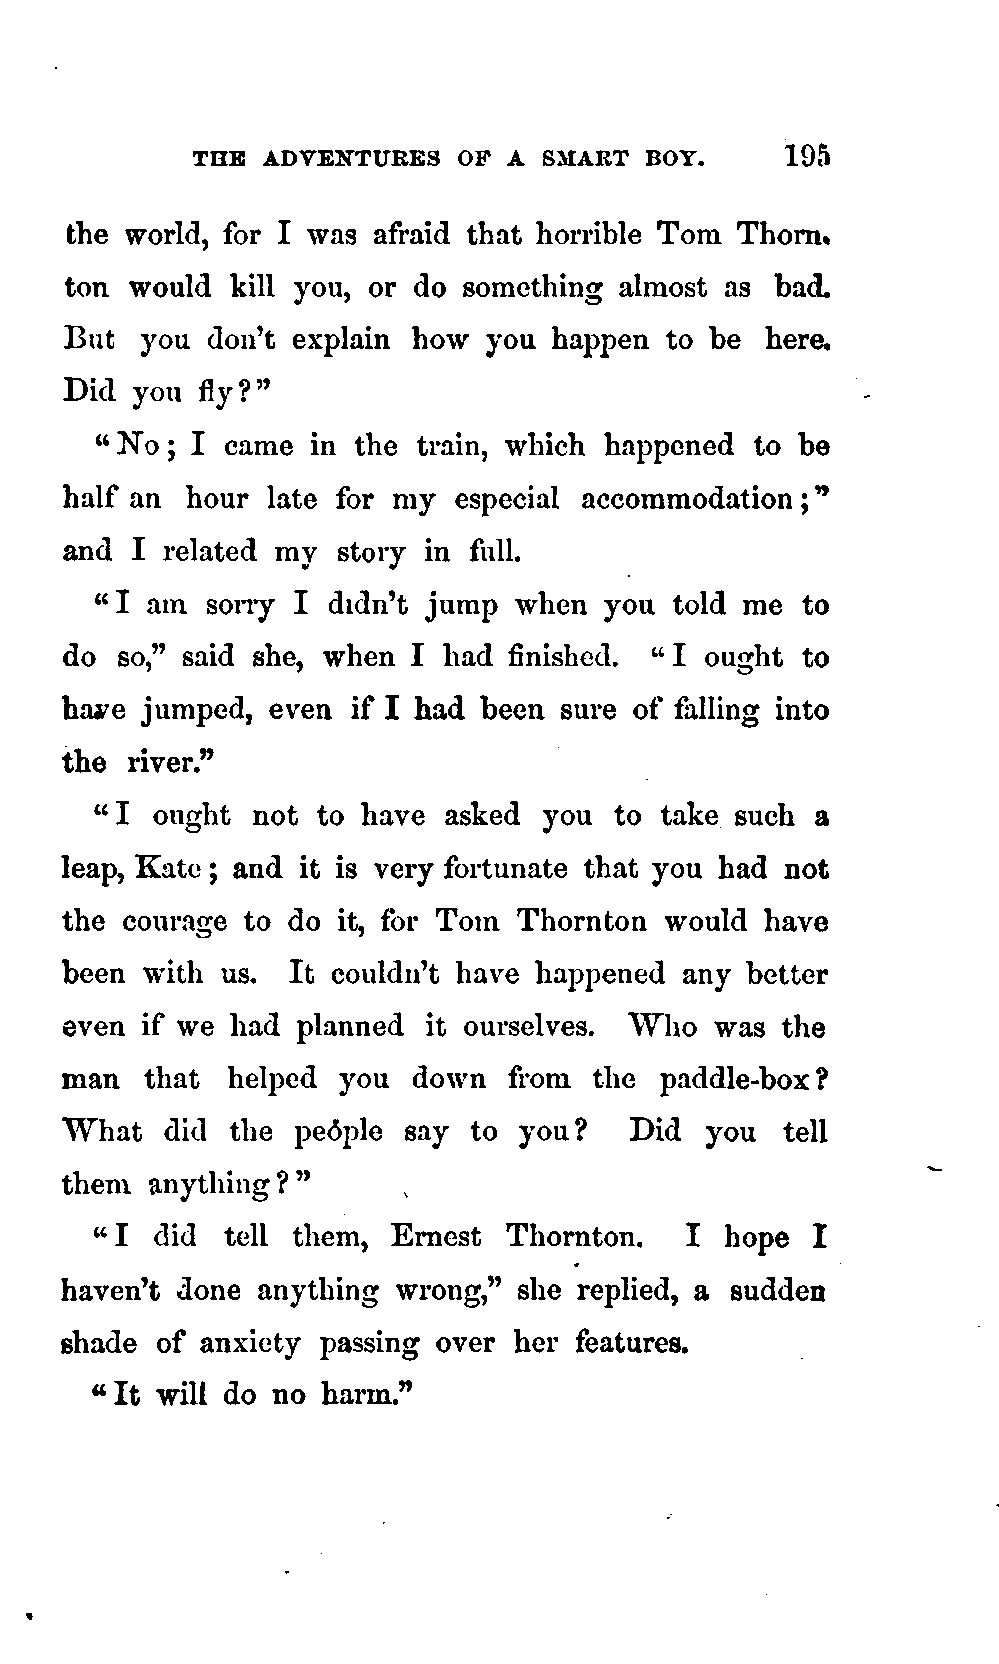 THE ADVENTURES OF A SMART BOY. 195
the world, for I was afraid that horrible Tom Thorn-
ton would kill you, or do something almost as bad.
But you don't explain how you happen to be here.
Did you fly?"
"No; I came in the train, which happened to be
half an hour late for my especial accommodation;"
and I related my story in full.
"I am sorry I didn't jump when you told me to
do so," said she, when I had finished. "I ought to
have jumped, even if I had been sure of falling into
the river."
"I ought not to have asked you to take such a
leap, Kate; and it is very fortunate that you had not
the courage to do it, for Tom Thornton would have
been with us. It couldn't have happened any better
even if we had planned it ourselves. Who was the
man that helped you down from the paddle-box?
What did the people say to you? Did you tell
them anything?"
"I did tell them, Ernest Thornton. I hope I
haven't done anything wrong," she replied, a sudden
shade of anxiety passing over her features.
"It will do no harm."